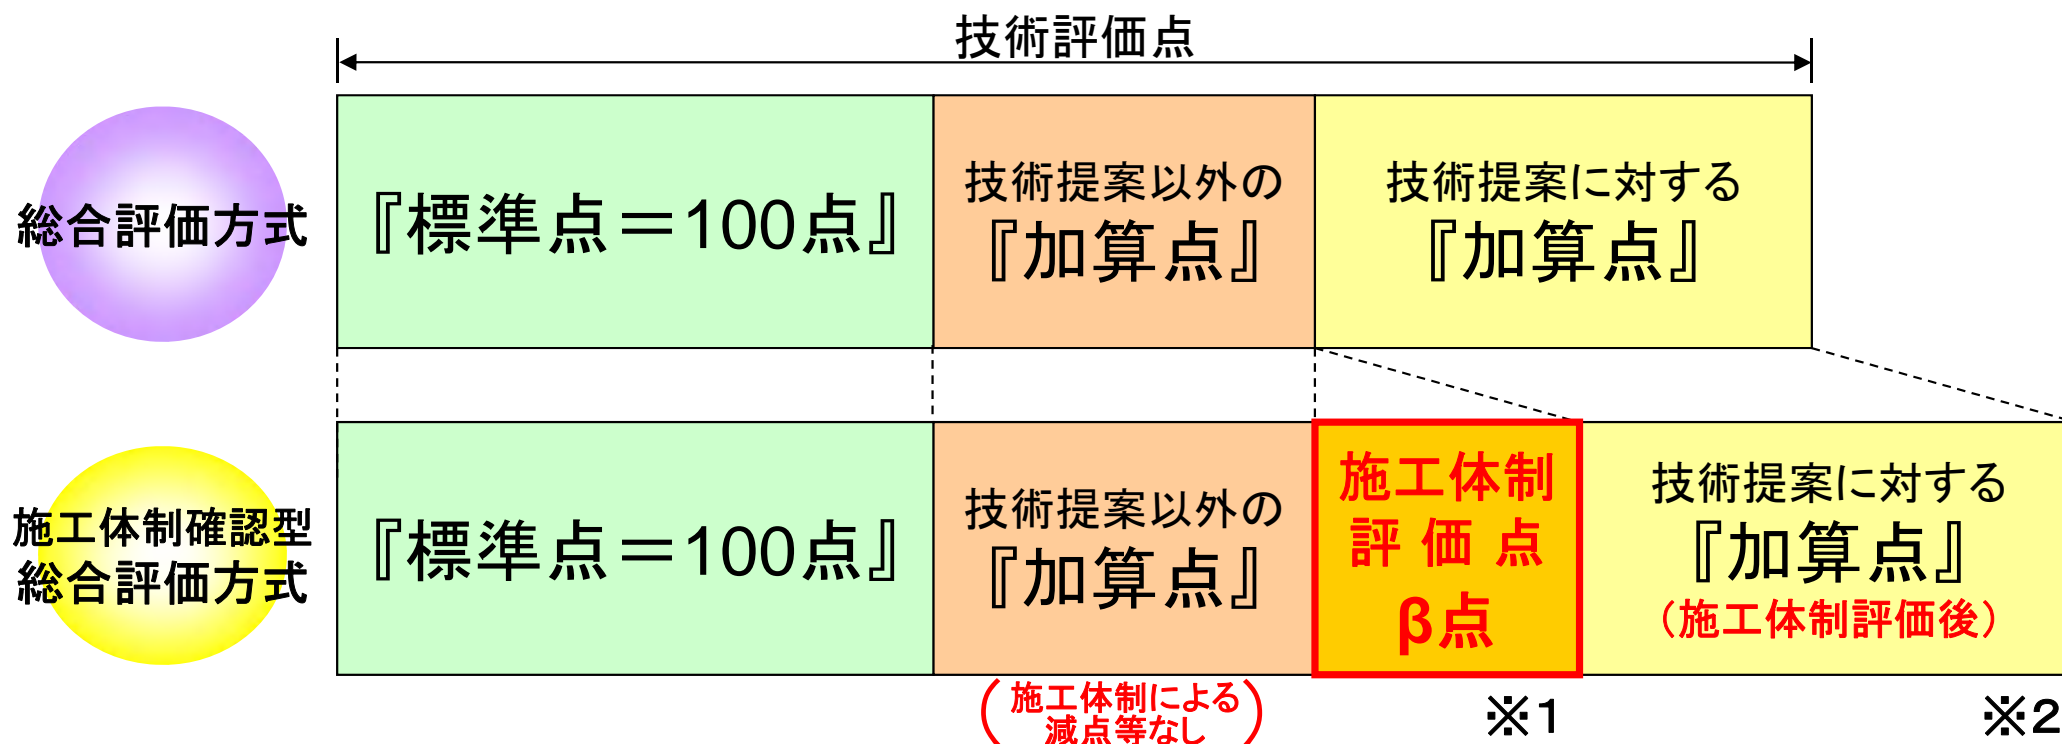 技術評価点
総合評価方式
『標準点＝100点』
技術提案以外の
『加算点』
技術提案に対する
『加算点』
施工体制確認型
総合評価方式
『標準点＝100点』
技術提案以外の
『加算点』
施工体制
評価点
β点
技術提案に対する
『加算点』
（施工体制評価後）
（施工体制による
減点等なし）
※1
※2